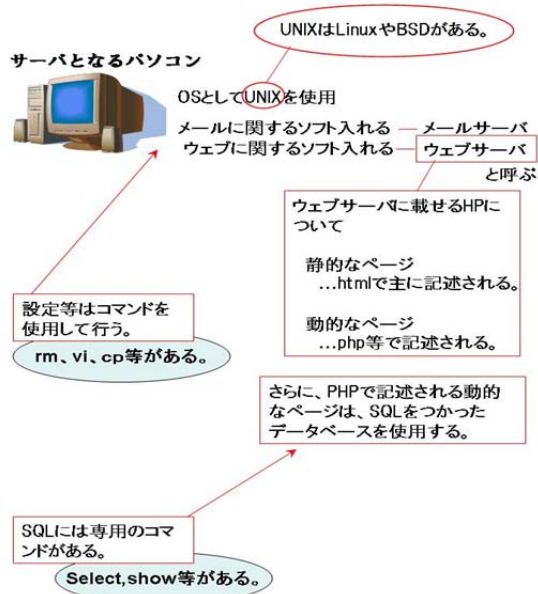 UNIXはLinuxやBSDがある。
サーバとなるパソコン
OSとしてUNIXを使用
メールに関するソフト入れる ― メールサーバ
ウェブに関するソフト入れる ― ウェブサーバ
と呼ぶ
ウェブサーバに載せるHPに
ついて
静的なページ
...htmlで主に記述される。
動的なページ
...php等で記述される。
設定等はコマンドを
使用して行う。
rm、vi、cp等がある。
さらに、PHPで記述される動的
なページは、SQLをつかった
データベースを使用する。
SQLには専用のコマ
ンドがある。
Select,show等がある。